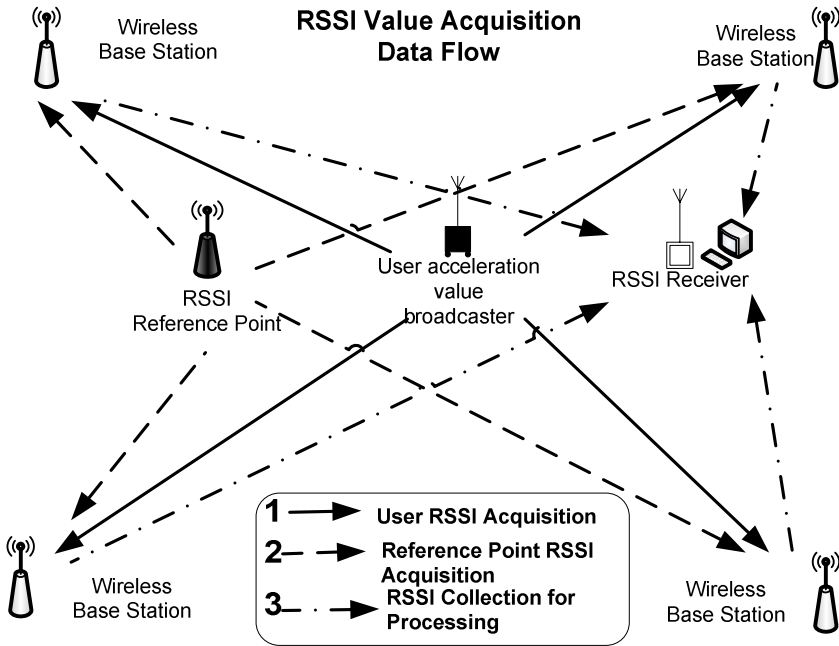 RSSI Value Acquisition
Data Flow
Wireless
Base Station
Wireless
Base Station
RSSI
Reference Point
User acceleration
value
broadcaster
RSSI Receiver
Wireless
Base Station
Wireless
Base Station
1 User RSSI Acquisition
2 Reference Point RSSI
Acquisition
3 RSSI Collection for
Processing